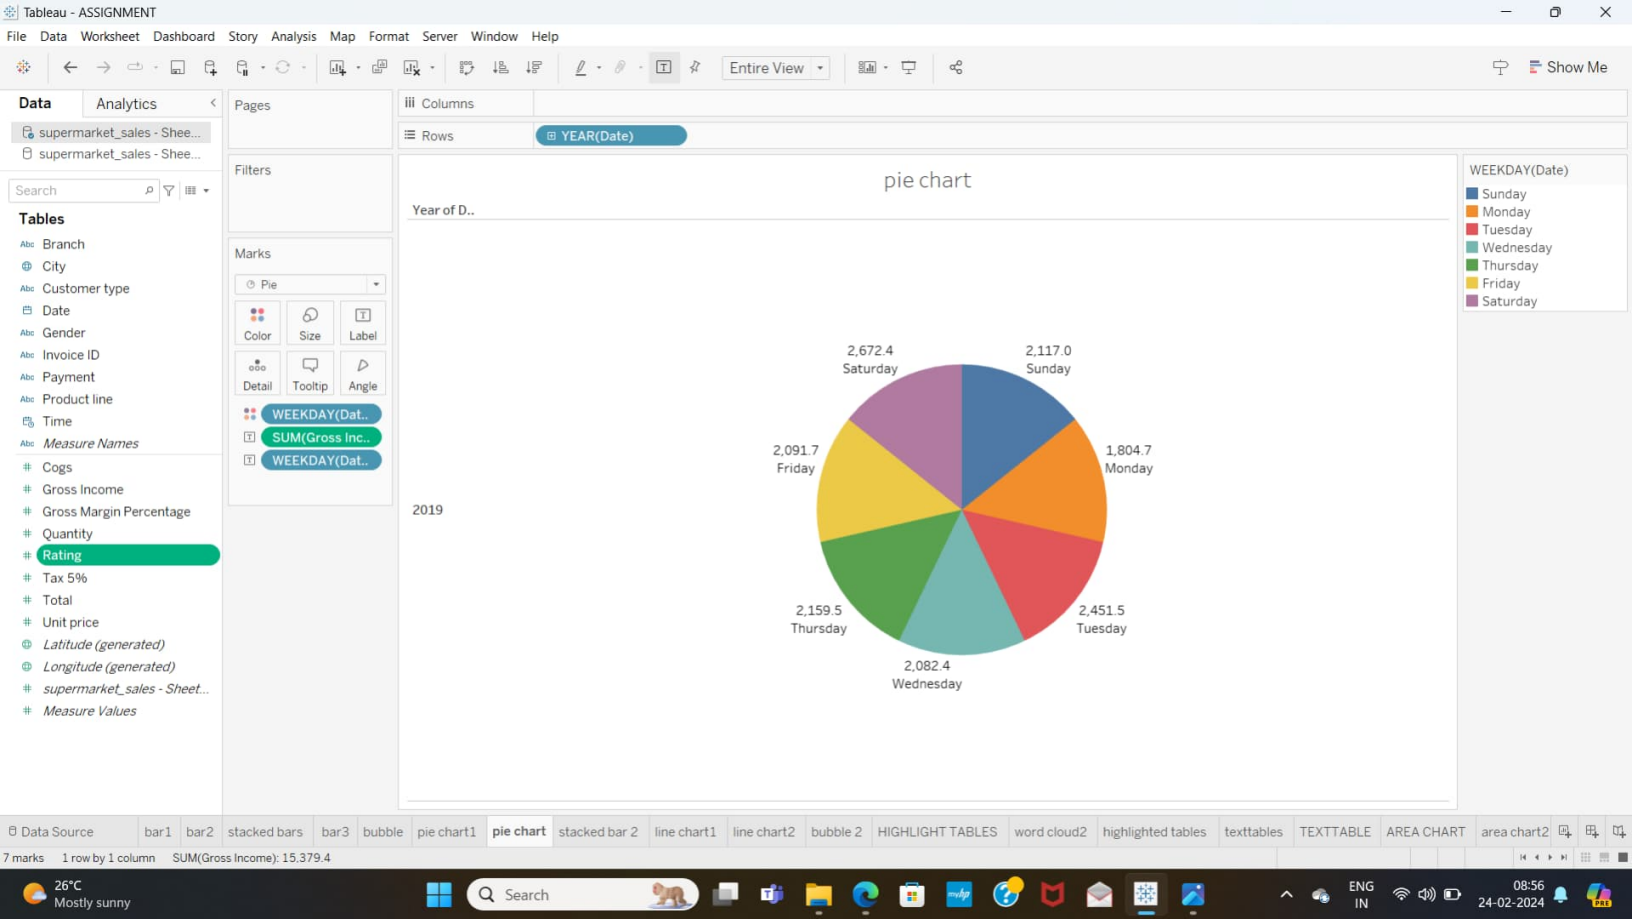 Tableau - ASSIGNMENT
File Data Worksheet Dashboard Story Analysis Map Format Server Window Help
Entire View
Show Me
Data Analytics
supermarket_sales - Shee...
supermarket_sales - Shee...
Search
Tables
Abc Branch
City
Abc Customer type
Date
Abc Gender
Abc Invoice ID
Abc Payment
Abc Product line
Time
Abc Measure Names
# Cogs
# Gross Income
# Gross Margin Percentage
# Quantity
# Rating
# Tax 5%
# Total
# Unit price
Latitude (generated)
Longitude (generated)
# supermarket_sales - Sheet...
# Measure Values
Pages
Filters
Marks
Pie
Color Size Label
Detail Tooltip Angle
WEEKDAY(Dat..
SUM(Gross Inc..
WEEKDAY(Dat..
Columns
Rows YEAR(Date)
pie chart
Year of D..
2019
2,672.4
Saturday
2,117.0
Sunday
2,091.7
Friday
1,804.7
Monday
2,159.5
Thursday
2,451.5
Tuesday
2,082.4
Wednesday
WEEKDAY(Date)
Sunday
Monday
Tuesday
Wednesday
Thursday
Friday
Saturday
Data Source bar1 bar2 stacked bars bar3 bubble pie chart1 pie chart stacked bar 2 line chart1 line chart2 bubble 2 HIGHLIGHT TABLES word cloud2 highlighted tables texttables TEXTTABLE AREA CHART area chart2
7 marks 1 row by 1 column SUM(Gross Income): 15,379.4
26°C
Mostly sunny
Search
myhp
ENG
IN
08:56
24-02-2024
PRE